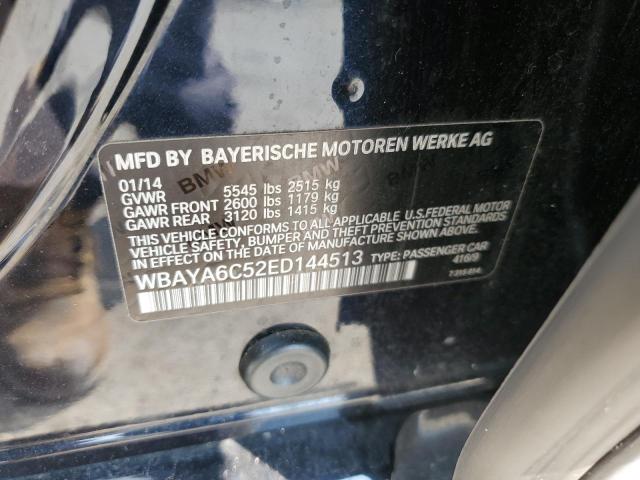 MFD BY BAYERISCHE MOTOREN WERKE AG
01/14
GVWR 5545 lbs 2515 kg
GAWR FRONT 2600 lbs 1179 kg
GAWR REAR 3120 lbs 1415 kg
THIS VEHICLE CONFORMS TO ALL APPLICABLE U.S.FEDERAL MOTOR
VEHICLE SAFETY, BUMPER AND THEFT PREVENTION STANDARDS
IN EFFECT ON THE DATE OF MANUFACTURE SHOWN ABOVE.
WBAYA6C52ED144513 TYPE: PASSENGER CAR
416/9